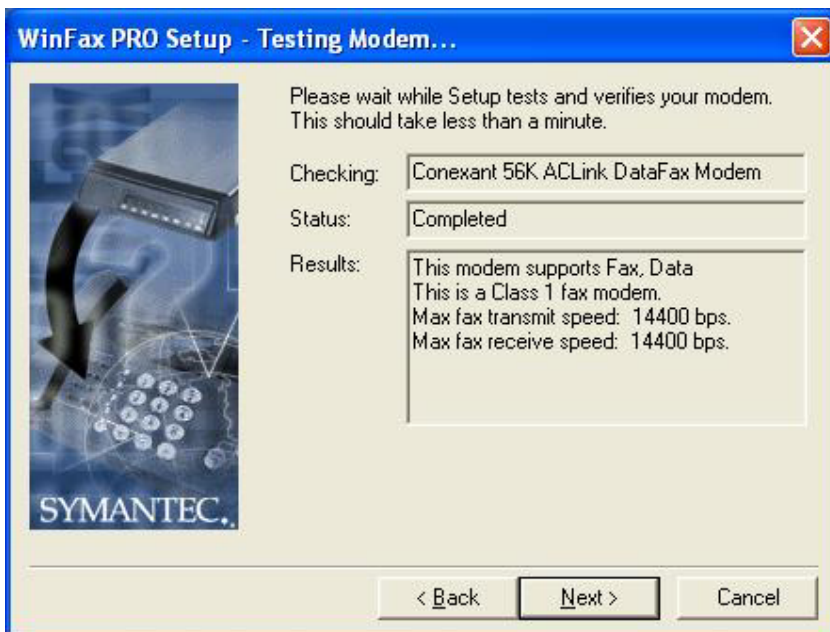 WinFax PRO Setup - Testing Modem...
Please wait while Setup tests and verifies your modem.
This should take less than a minute.
Checking: Conexant 56K ACLink DataFax Modem
Status: Completed
Results: This modem supports Fax, Data
This is a Class 1 fax modem.
Max fax transmit speed: 14400 bps.
Max fax receive speed: 14400 bps.
SYMANTEC.
< Back Next > Cancel